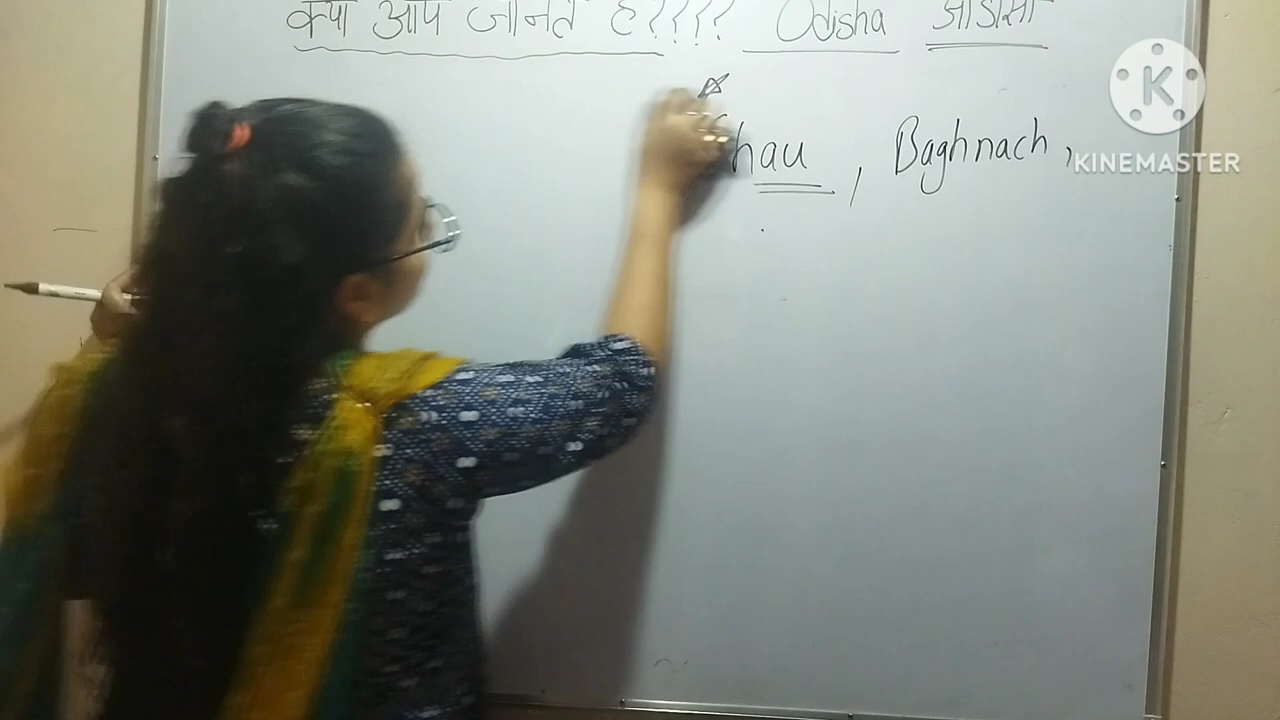 क्या आप जानते हैं???? Odisha ओडिसी
hau, Baghnach,
K
KINEMASTER